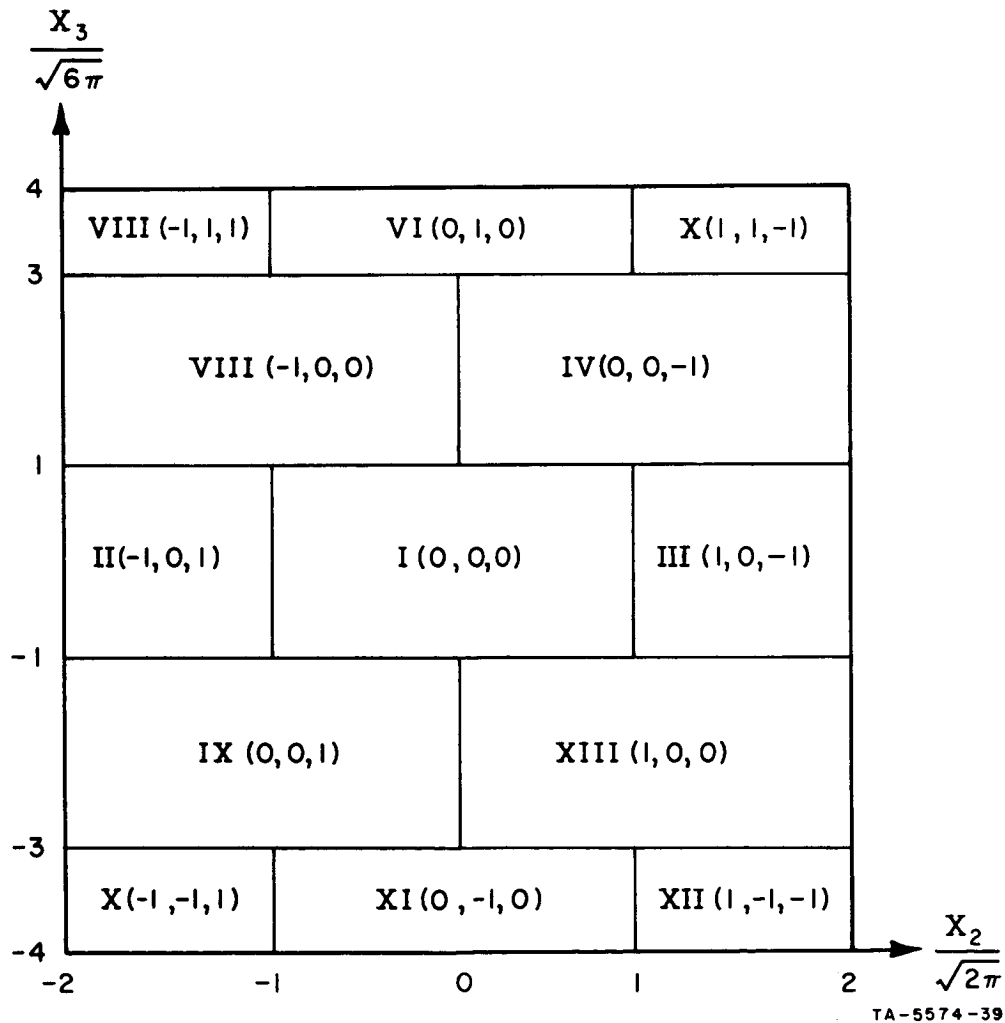 X₃
√6π
4
VIII (-1, 1, 1) VI (0, 1, 0) X (1, 1, -1)
3
VIII (-1, 0, 0) IV (0, 0, -1)
1
II (-1, 0, 1) I (0, 0, 0) III (1, 0, -1)
-1
IX (0, 0, 1) XIII (1, 0, 0)
-3
X (-1, -1, 1) XI (0, -1, 0) XII (1, -1, -1)
-4
-2 -1 0 1 2
X₂
√2π
TA-5574-39